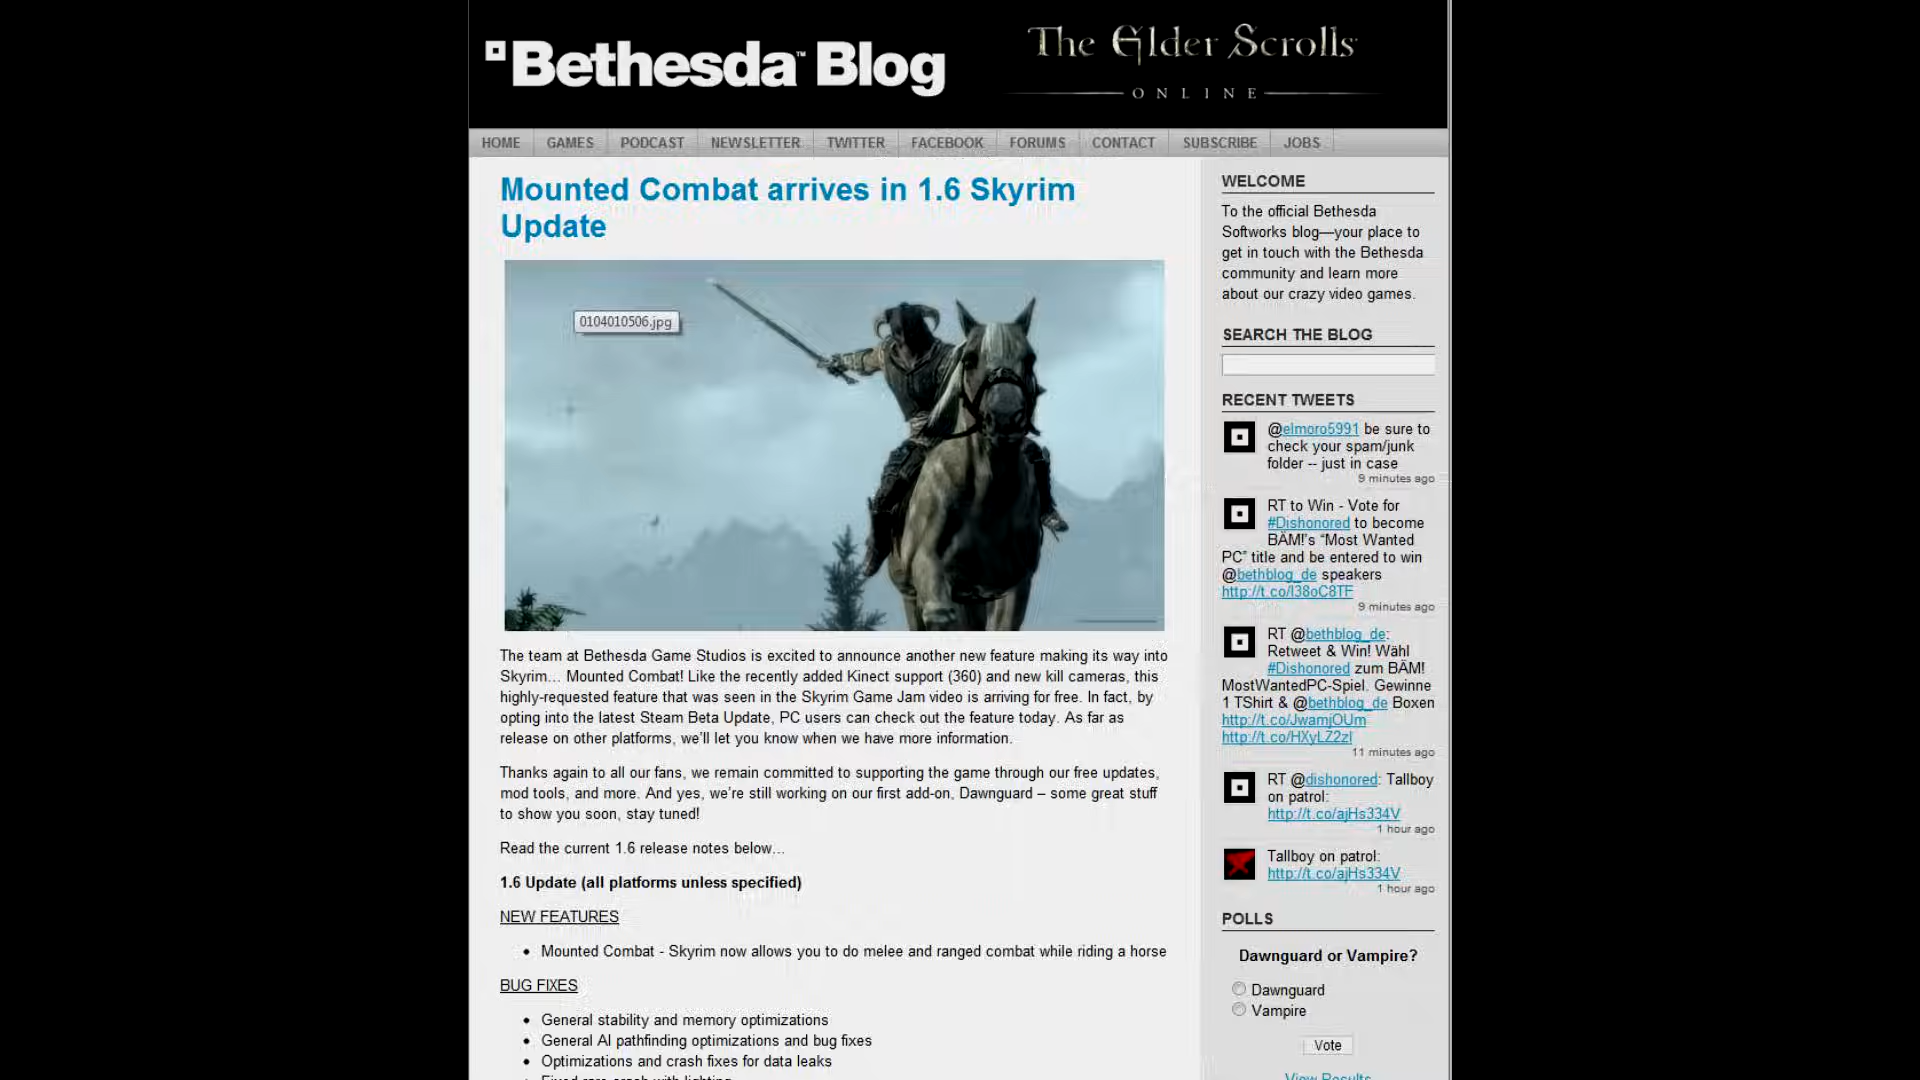 Bethesda™ Blog
The Elder Scrolls
ONLINE
HOME GAMES PODCAST NEWSLETTER TWITTER FACEBOOK FORUMS CONTACT SUBSCRIBE JOBS
Mounted Combat arrives in 1.6 Skyrim
Update
0104010506.jpg
The team at Bethesda Game Studios is excited to announce another new feature making its way into
Skyrim… Mounted Combat! Like the recently added Kinect support (360) and new kill cameras, this
highly-requested feature that was seen in the Skyrim Game Jam video is arriving for free. In fact, by
opting into the latest Steam Beta Update, PC users can check out the feature today. As far as
release on other platforms, we'll let you know when we have more information.
Thanks again to all our fans, we remain committed to supporting the game through our free updates,
mod tools, and more. And yes, we're still working on our first add-on, Dawnguard – some great stuff
to show you soon, stay tuned!
Read the current 1.6 release notes below…
1.6 Update (all platforms unless specified)
NEW FEATURES
• Mounted Combat - Skyrim now allows you to do melee and ranged combat while riding a horse
BUG FIXES
• General stability and memory optimizations
• General AI pathfinding optimizations and bug fixes
• Optimizations and crash fixes for data leaks
• Fixed rare crash with lighting
WELCOME
To the official Bethesda
Softworks blog—your place to
get in touch with the Bethesda
community and learn more
about our crazy video games.
SEARCH THE BLOG
RECENT TWEETS
@elmoro5991 be sure to
check your spam/junk
folder -- just in case
9 minutes ago
RT to Win - Vote for
#Dishonored to become
BÄM!'s “Most Wanted
PC” title and be entered to win
@bethblog_de speakers
http://t.co/I38oC8TF
9 minutes ago
RT @bethblog_de:
Retweet & Win! Wähl
#Dishonored zum BÄM!
MostWantedPC-Spiel. Gewinne
1 TShirt & @bethblog_de Boxen
http://t.co/JwamjOUm
http://t.co/HXyLZ2zI
11 minutes ago
RT @dishonored: Tallboy
on patrol:
http://t.co/ajHs334V
1 hour ago
Tallboy on patrol:
http://t.co/ajHs334V
1 hour ago
POLLS
Dawnguard or Vampire?
Dawnguard
Vampire
Vote
View Results